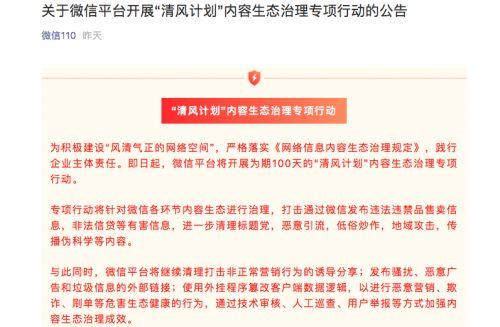 关于微信平台开展“清风计划”内容生态治理专项行动的公告
微信110 昨天
“清风计划”内容生态治理专项行动
为积极建设“风清气正的网络空间”，严格落实《网络信息内容生态治理规定》，践行
企业主体责任。即日起，微信平台将开展为期100天的“清风计划”内容生态治理专项
行动。
专项行动将针对微信各环节内容生态进行治理，打击通过微信发布违法违禁品售卖信
息，非法信贷等有害信息，进一步清理标题党，恶意引流，低俗炒作，地域攻击，传
播伪科学等内容。
与此同时，微信平台将继续清理打击非正常营销行为的诱导分享；发布骚扰、恶意广
告和垃圾信息的外部链接；使用外挂程序篡改客户端数据逻辑，以进行恶意营销、欺
诈、刷单等危害生态健康的行为，通过技术审核、人工巡查、用户举报等方式加强内
容生态治理成效。